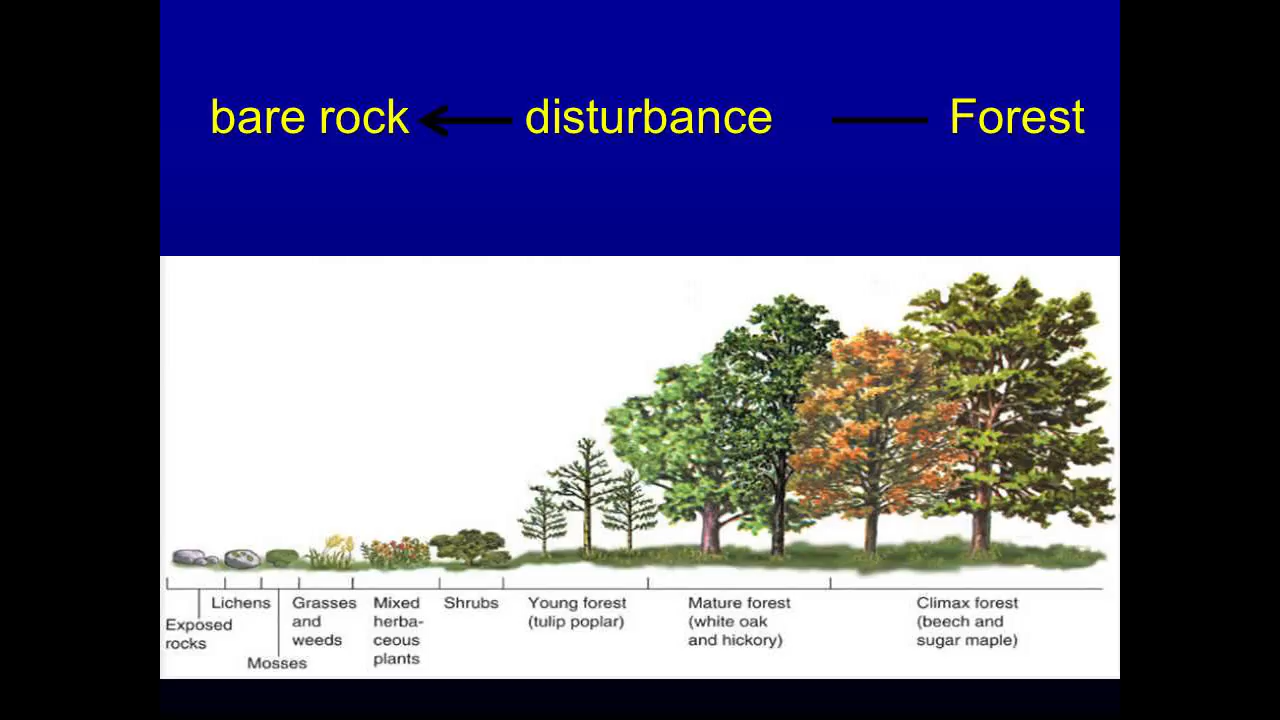 bare rock disturbance Forest
Lichens Grasses Mixed Shrubs Young forest Mature forest Climax forest
Exposed and herba- (tulip poplar) (white oak (beech and
rocks weeds ceous and hickory) sugar maple)
Mosses plants